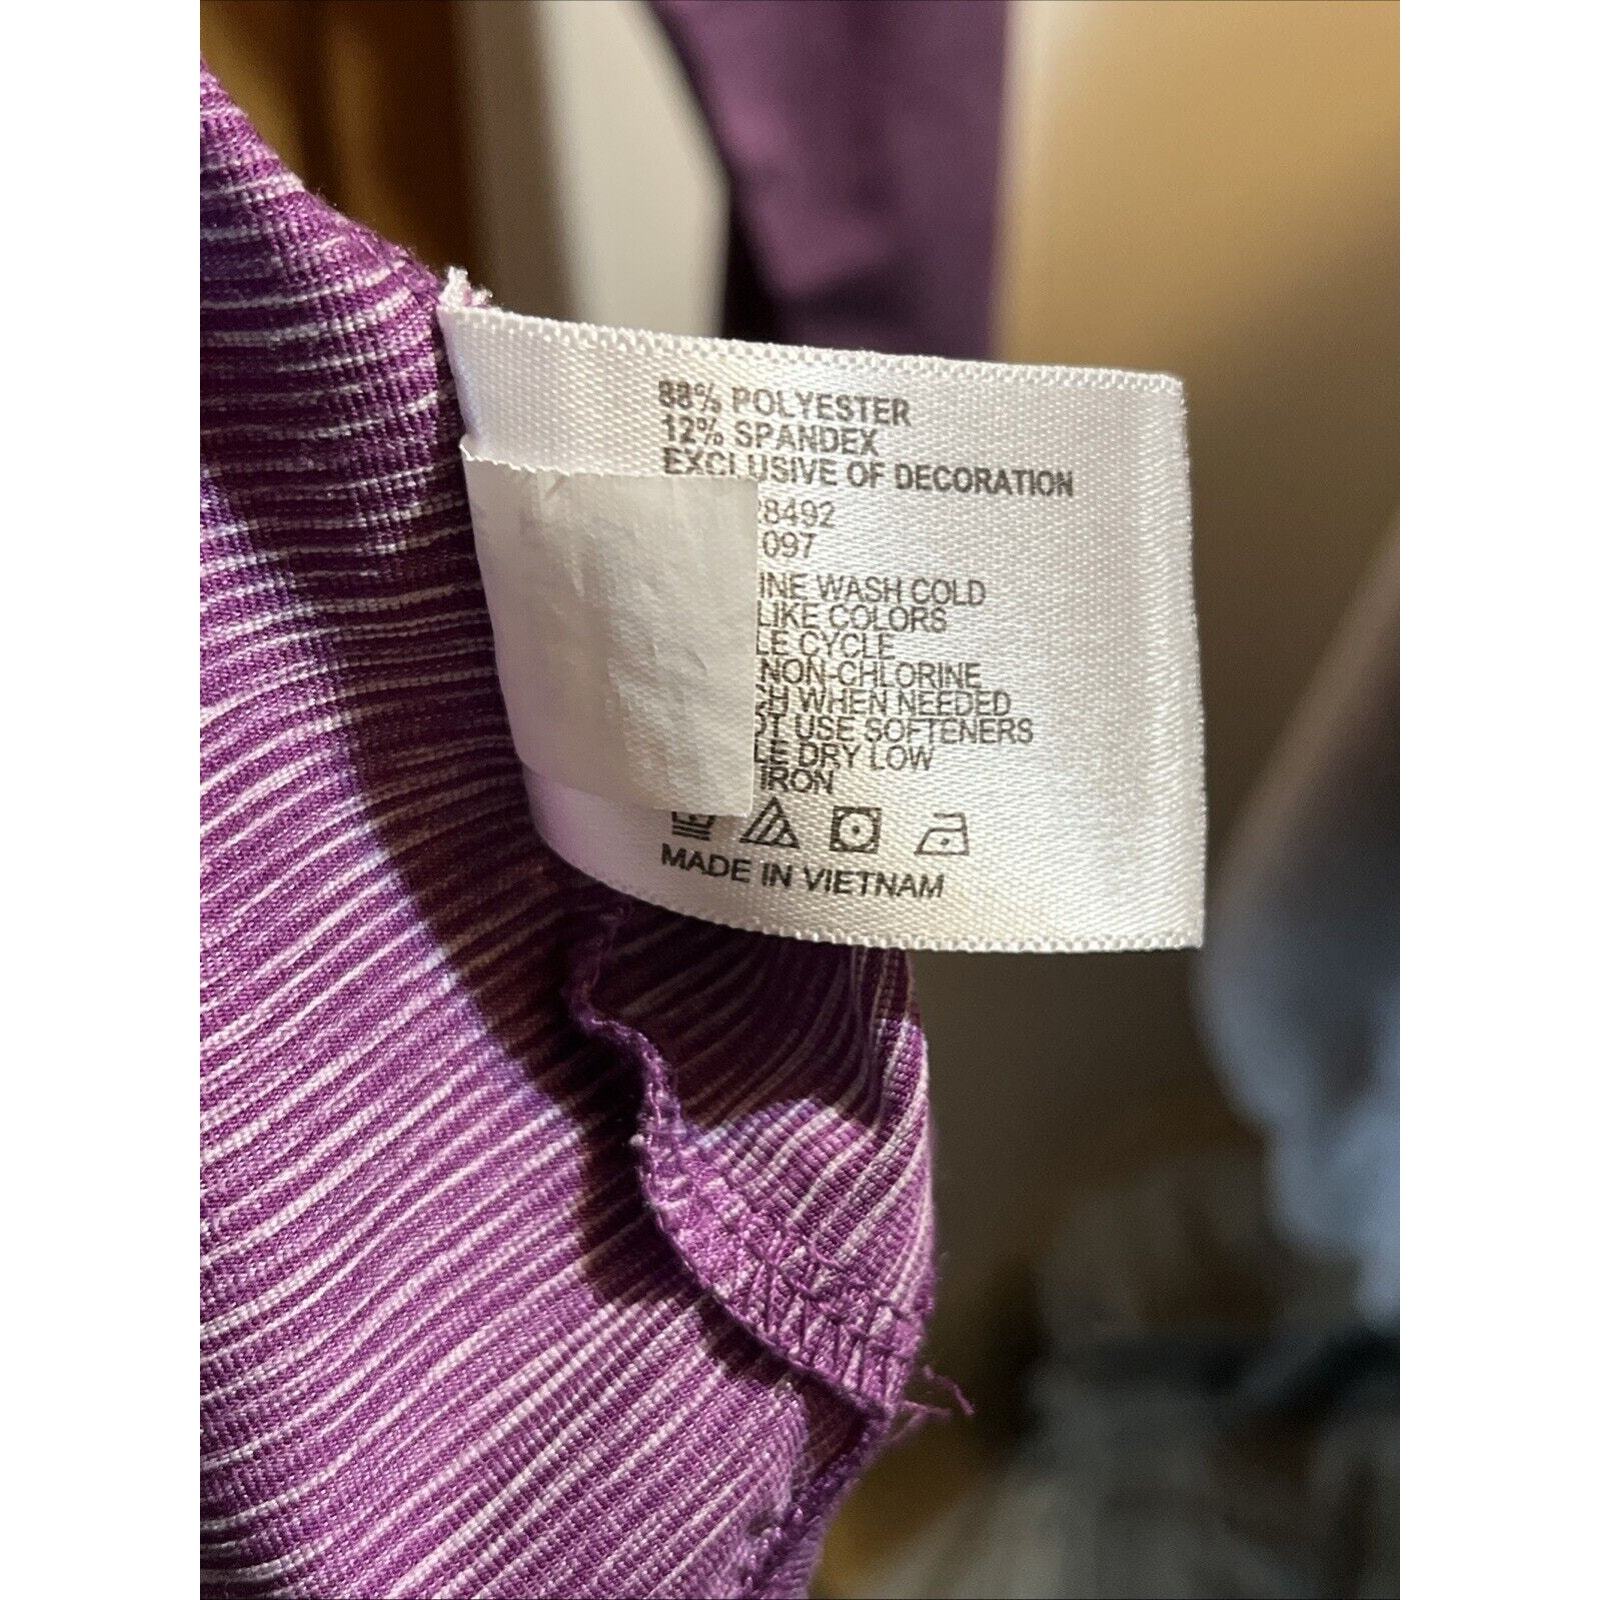 88% POLYESTER
12% SPANDEX
EXCLUSIVE OF DECORATION
8492
097
INE WASH COLD
LIKE COLORS
LE CYCLE
NON-CHLORINE
H WHEN NEEDED
OT USE SOFTENERS
LE DRY LOW
IRON
MADE IN VIETNAM